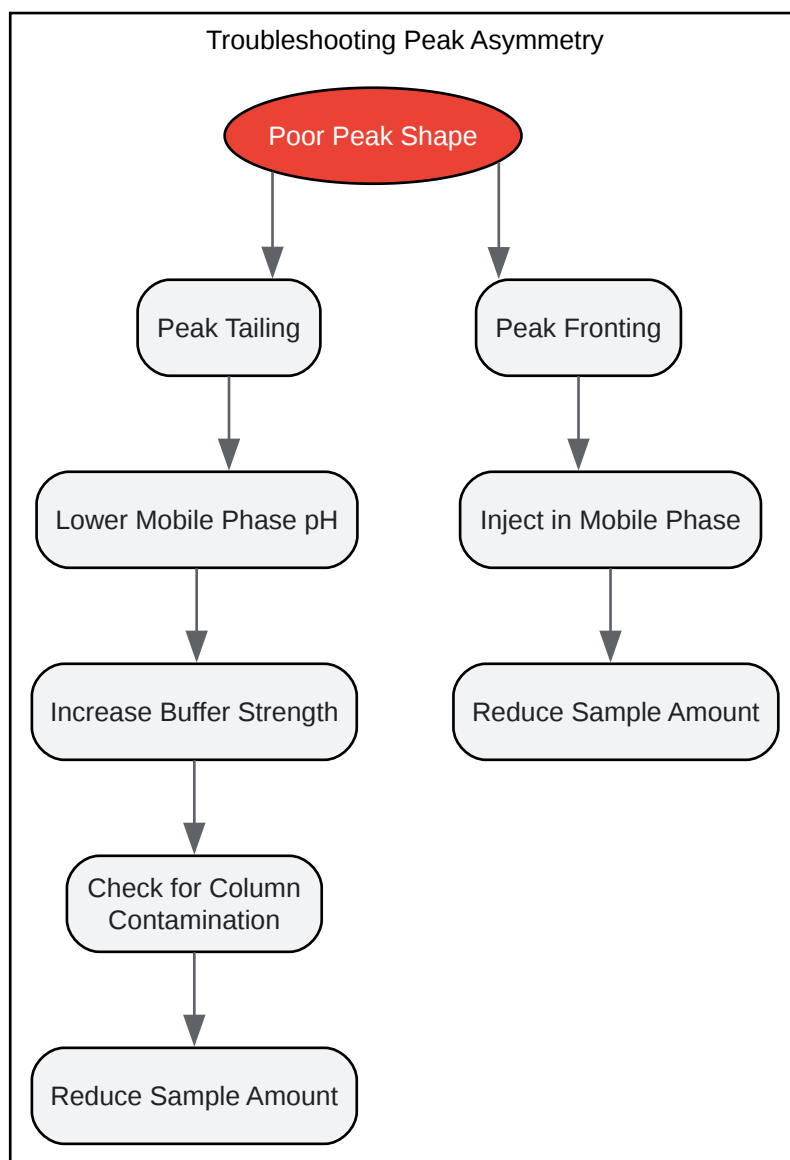 Troubleshooting Peak Asymmetry
Poor Peak Shape
Peak Tailing
Peak Fronting
Lower Mobile Phase pH
Inject in Mobile Phase
Increase Buffer Strength
Reduce Sample Amount
Check for Column
Contamination
Reduce Sample Amount